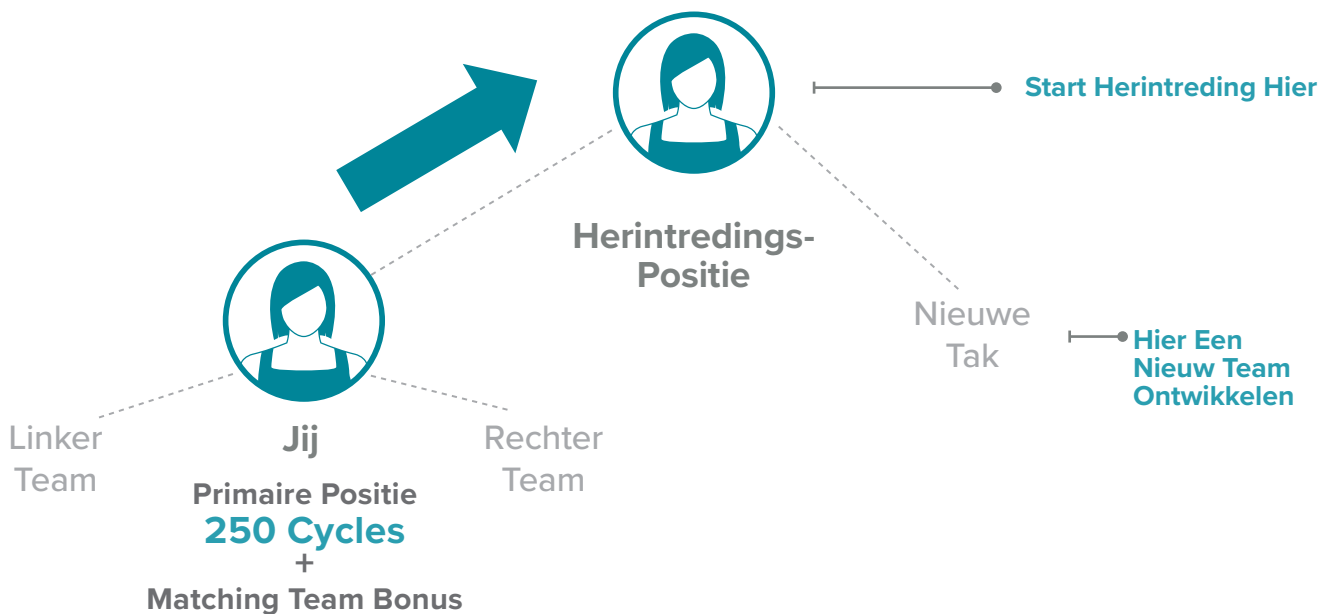 Start Herintreding Hier
Herintredings-
Positie
Nieuwe
Tak
Hier Een
Nieuw Team
Ontwikkelen
Linker
Team
Jij
Rechter
Team
Primaire Positie
250 Cycles
+
Matching Team Bonus